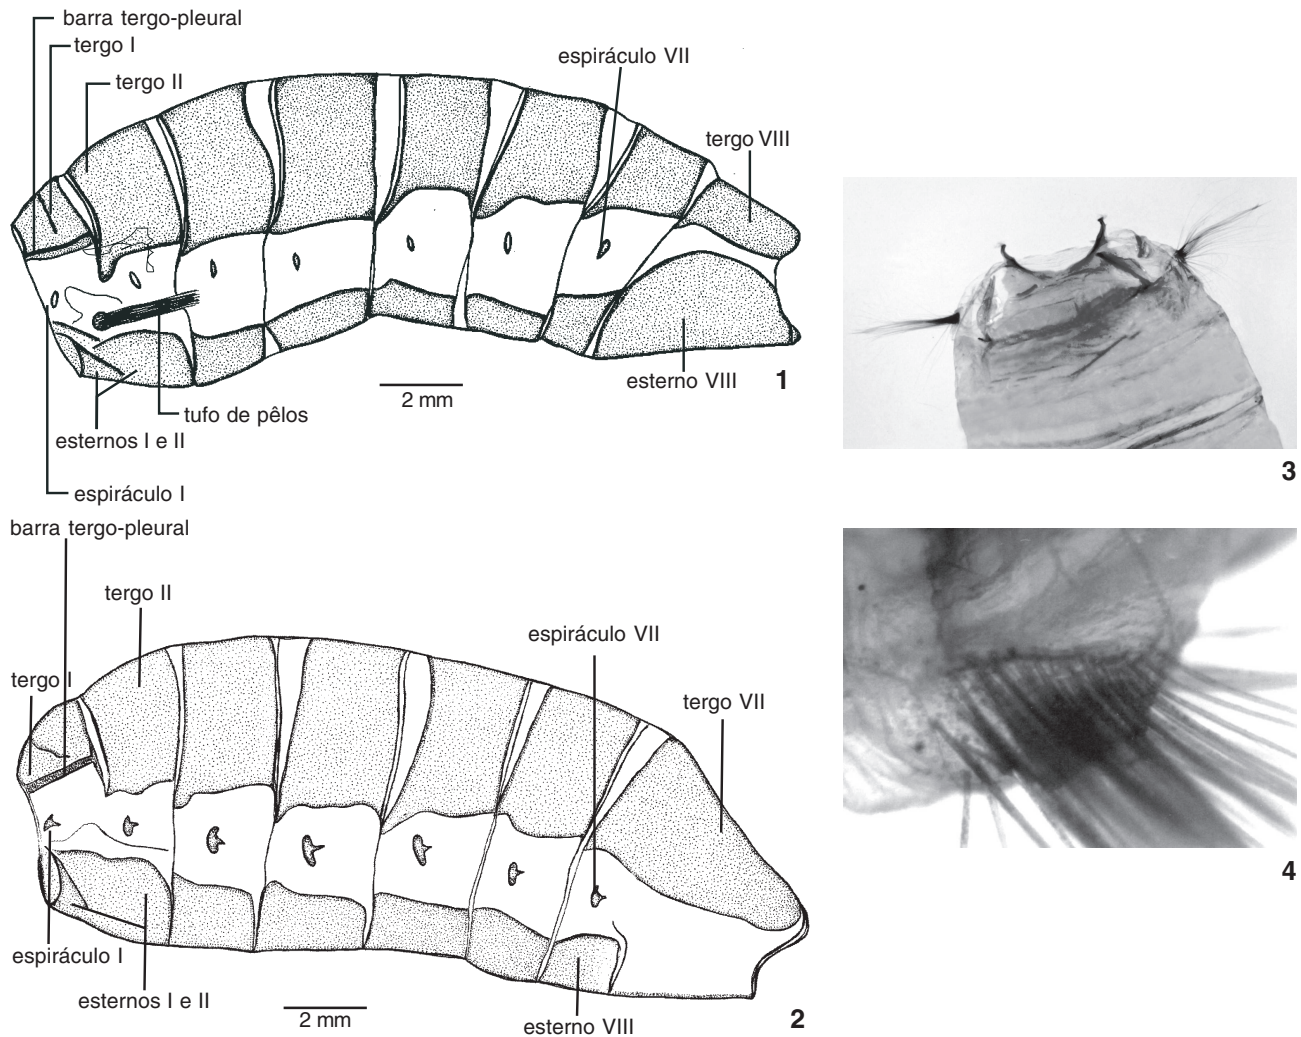 barra tergo-pleural
tergo I
tergo II
espiráculo VII
tergo VIII
esterno VIII
1
2 mm
tufo de pêlos
esternos I e II
espiráculo I
3
barra tergo-pleural
tergo II
espiráculo VII
tergo I
tergo VII
espiráculo I
esternos I e II
2 mm
esterno VIII
2
4